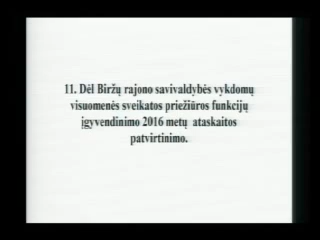 11. Dėl Biržų rajono savivaldybės vykdomų
visuomenės sveikatos priežiūros funkcijų
įgyvendinimo 2016 metų ataskaitos
patvirtinimo.